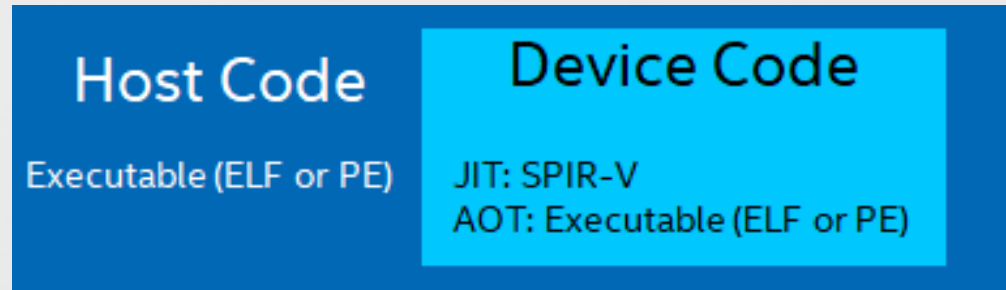 Host Code
Executable (ELF or PE)
Device Code
JIT: SPIR-V
AOT: Executable (ELF or PE)